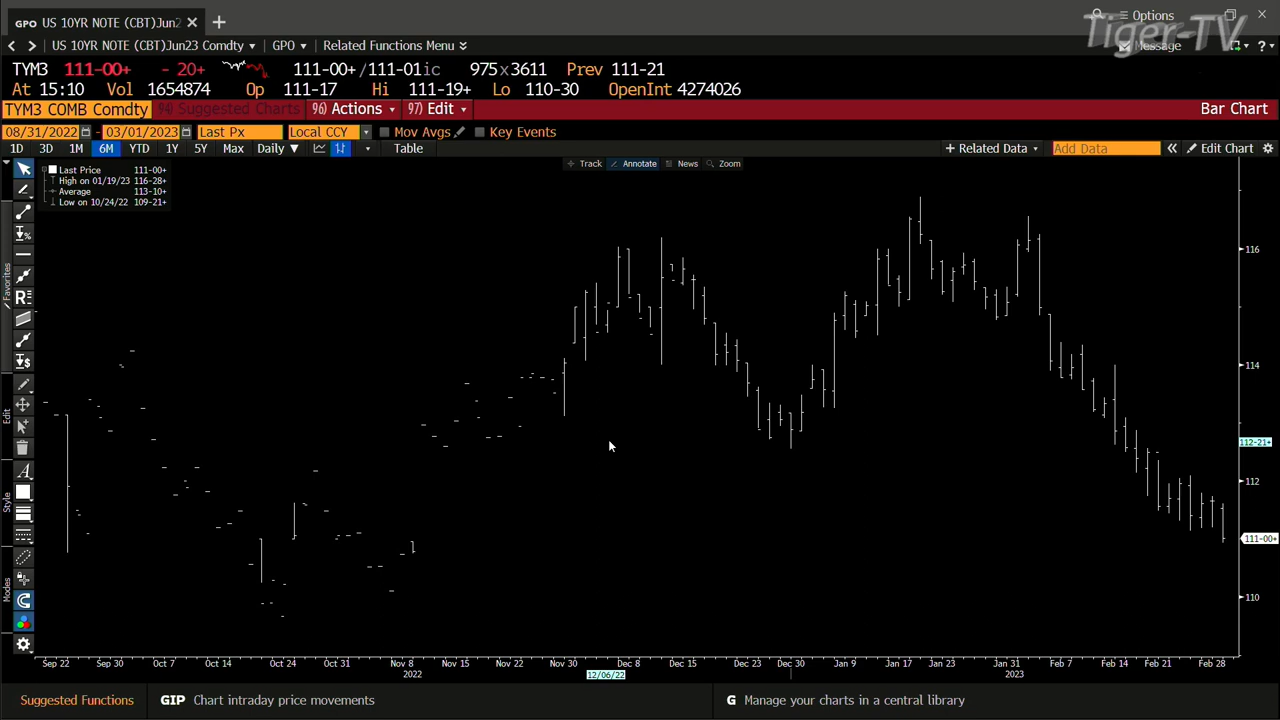 GPO US 10YR NOTE (CBT)Jun2
Options
Tiger-TV
US 10YR NOTE (CBT)Jun23 Comdty GPO Related Functions Menu
Message
TYM3 111-00+ - 20+ 111-00+/111-01ic 975x3611 Prev 111-21
At 15:10 Vol 1654874 Op 111-17 Hi 111-19+ Lo 110-30 OpenInt 4274026
TYM3 COMB Comdty 94) Suggested Charts 96) Actions 97) Edit Bar Chart
08/31/2022 - 03/01/2023 Last Px Local CCY Mov Avgs Key Events
1D 3D 1M 6M YTD 1Y 5Y Max Daily Table + Related Data Add Data Edit Chart
Track Annotate News Zoom
Last Price 111-00+
High on 01/19/23 116-28+
Average 113-10+
Low on 10/24/22 109-21+
Favorites
Edit
Style
Modes
116
114
112-21+
112
111-00+
110
Sep 22 Sep 30 Oct 7 Oct 14 Oct 24 Oct 31 Nov 8 Nov 15 Nov 22 Nov 30 Dec 8 Dec 15 Dec 23 Dec 30 Jan 9 Jan 17 Jan 23 Jan 31 Feb 7 Feb 14 Feb 21 Feb 28
2022 12/06/22 2023
Suggested Functions GIP Chart intraday price movements G Manage your charts in a central library